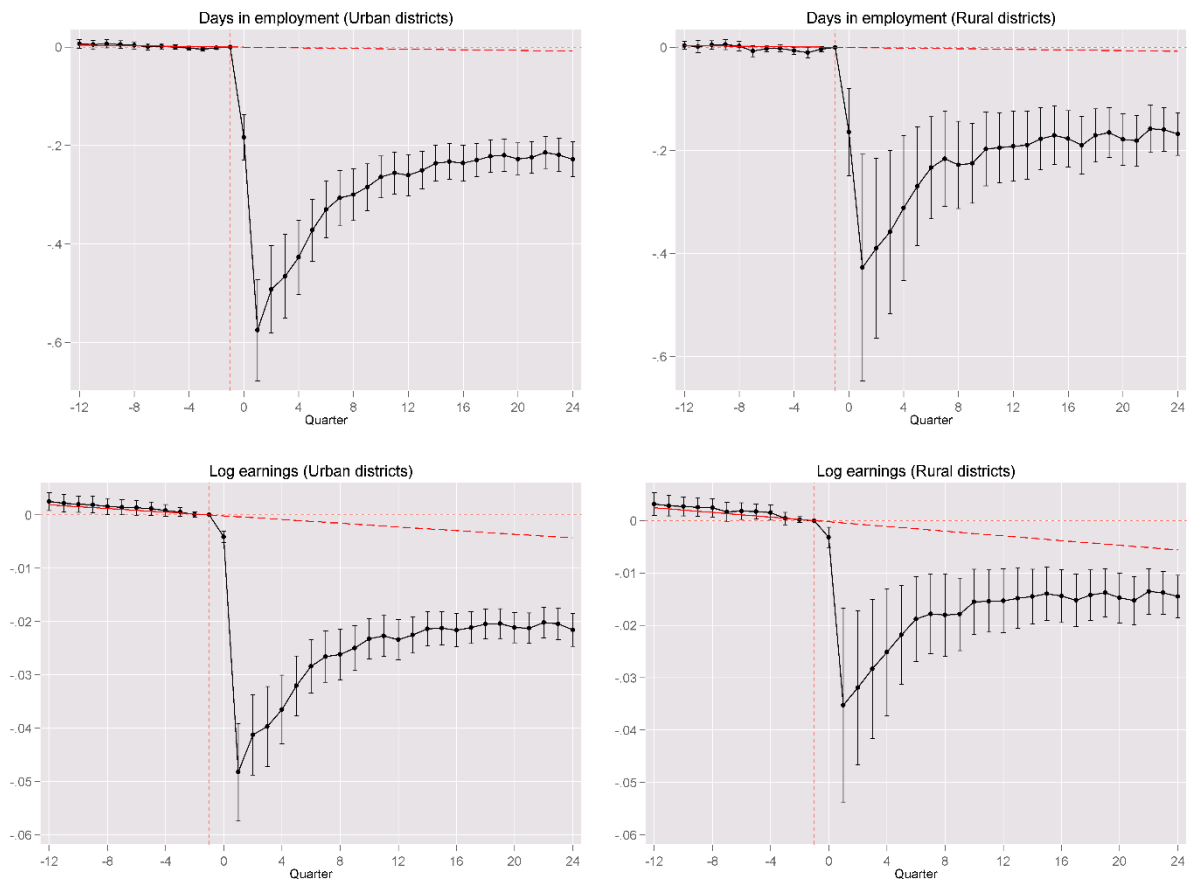 Days in employment (Urban districts)
0
-.2
-.4
-.6
-12 -8 -4 0 4 8 12 16 20 24
Quarter
Days in employment (Rural districts)
0
-.2
-.4
-.6
-12 -8 -4 0 4 8 12 16 20 24
Quarter
Log earnings (Urban districts)
0
-.01
-.02
-.03
-.04
-.05
-.06
-12 -8 -4 0 4 8 12 16 20 24
Quarter
Log earnings (Rural districts)
0
-.01
-.02
-.03
-.04
-.05
-.06
-12 -8 -4 0 4 8 12 16 20 24
Quarter